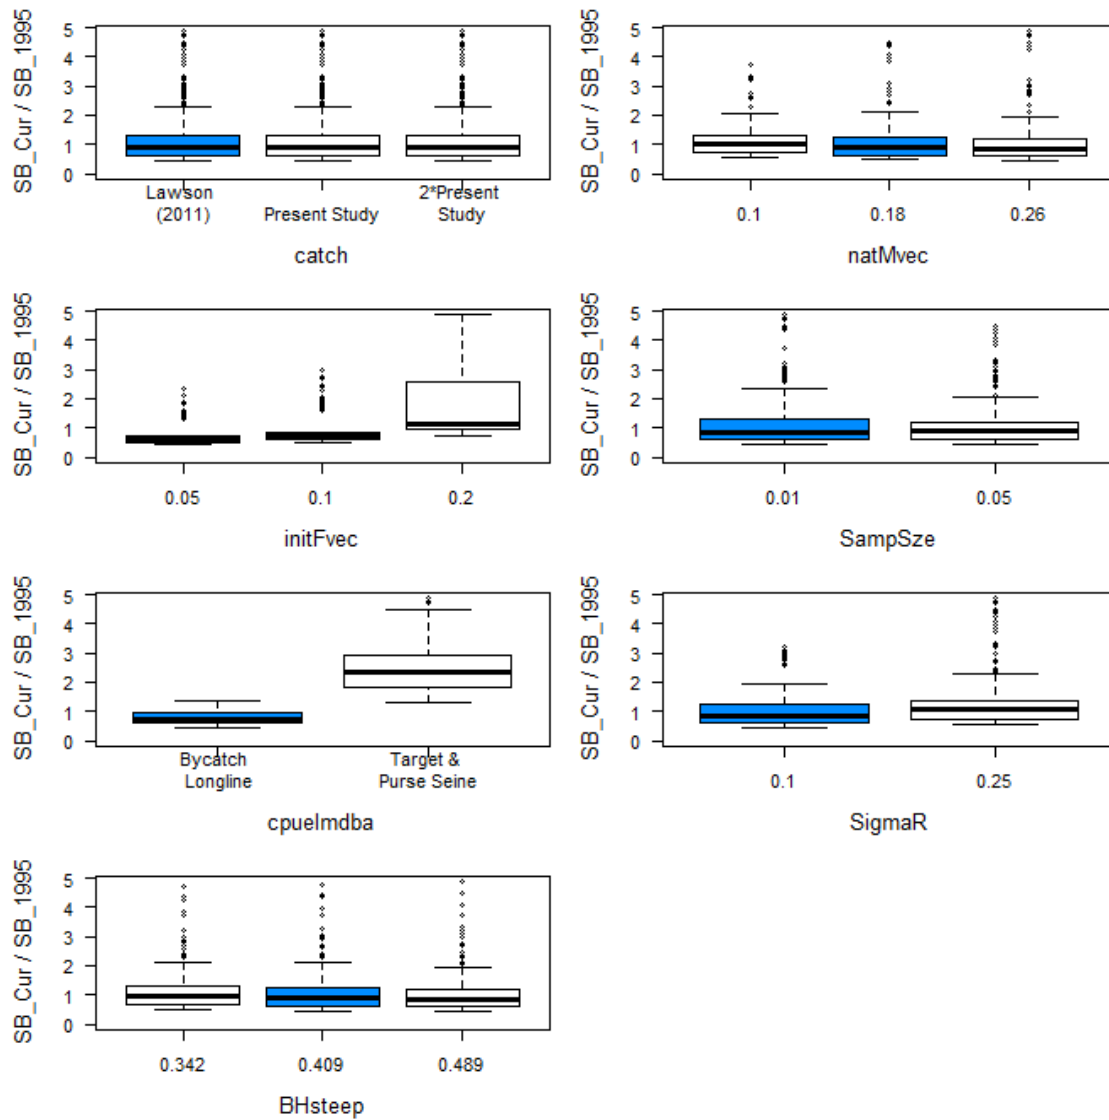 SB_Cur / SB_1995
5
4
3
2
1
0
Lawson
(2011)
Present Study
2*Present
Study
catch
SB_Cur / SB_1995
5
4
3
2
1
0
0.1
0.18
0.26
natMvec
SB_Cur / SB_1995
5
4
3
2
1
0
0.05
0.1
0.2
initFvec
SB_Cur / SB_1995
5
4
3
2
1
0
0.01
0.05
SampSze
SB_Cur / SB_1995
5
4
3
2
1
0
Bycatch
Longline
Target &
Purse Seine
cpuelmdba
SB_Cur / SB_1995
5
4
3
2
1
0
0.1
0.25
SigmaR
SB_Cur / SB_1995
5
4
3
2
1
0
0.342
0.409
0.489
BHsteep